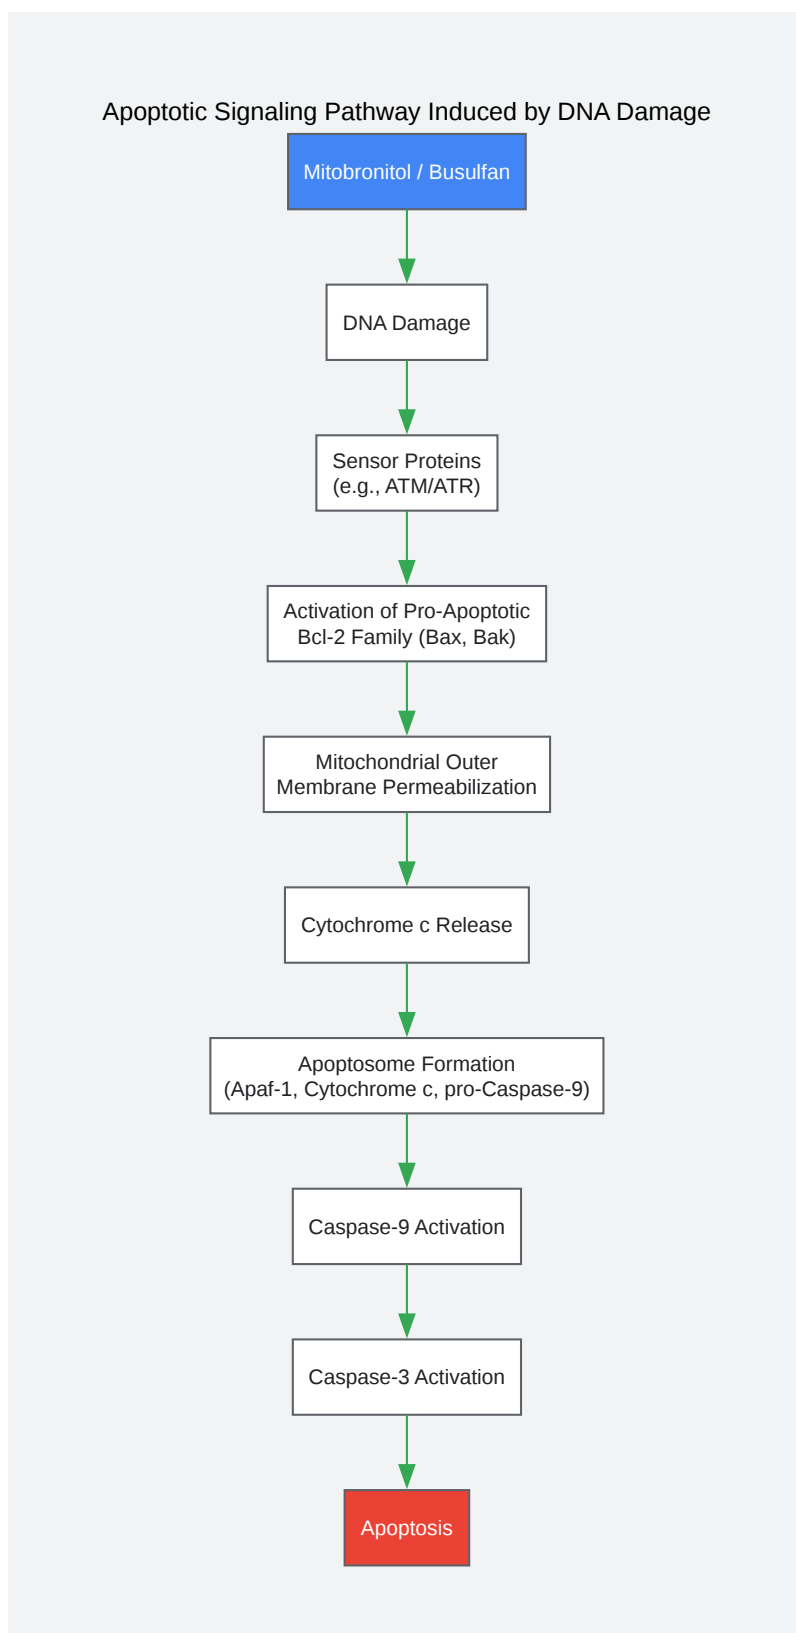 Apoptotic Signaling Pathway Induced by DNA Damage
Mitobronitol / Busulfan
DNA Damage
Sensor Proteins
(e.g., ATM/ATR)
Activation of Pro-Apoptotic
Bcl-2 Family (Bax, Bak)
Mitochondrial Outer
Membrane Permeabilization
Cytochrome c Release
Apoptosome Formation
(Apaf-1, Cytochrome c, pro-Caspase-9)
Caspase-9 Activation
Caspase-3 Activation
Apoptosis